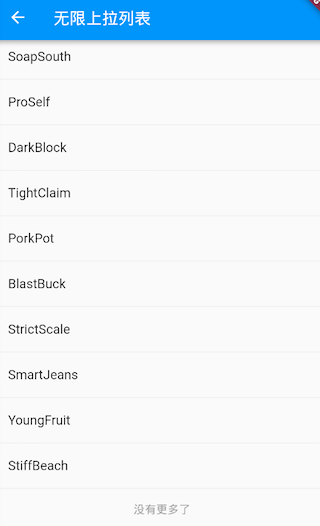 无限上拉列表
SoapSouth
ProSelf
DarkBlock
TightClaim
PorkPot
BlastBuck
StrictScale
SmartJeans
YoungFruit
StiffBeach
没有更多了